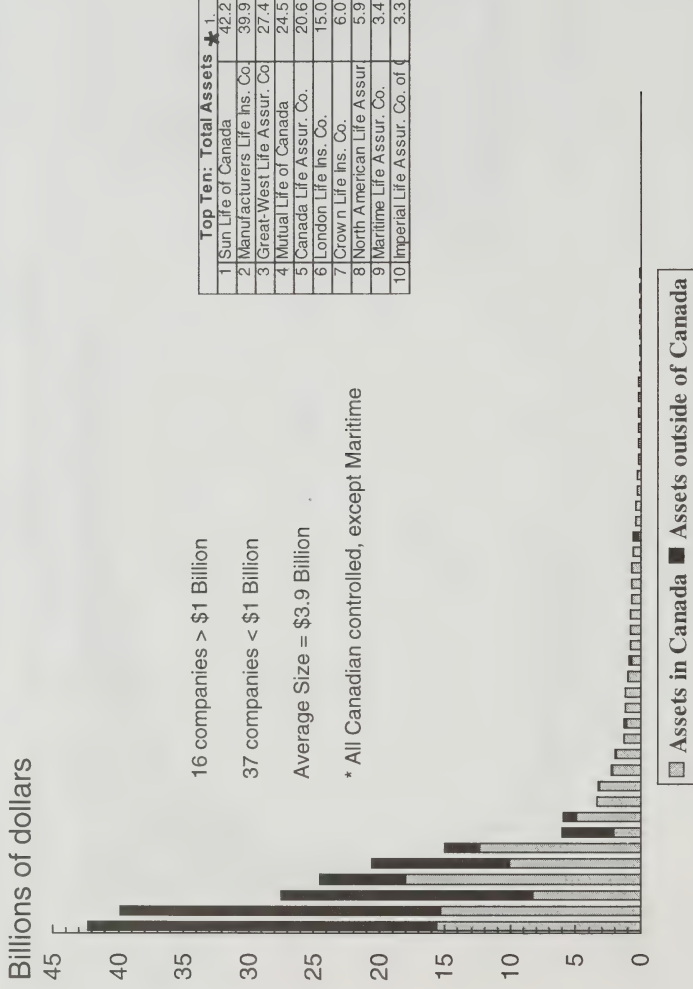 Billions of dollars
45
40
35
30
25
20
15
10
5
0
16 companies > $1 Billion
37 companies < $1 Billion
Average Size = $3.9 Billion
* All Canadian controlled, except Maritime
Top Ten: Total Assets * 1.
1 Sun Life of Canada 42.2
2 Manufacturers Life Ins. Co. 39.9
3 Great-West Life Assur. Co 27.4
4 Mutual Life of Canada 24.5
5 Canada Life Assur. Co. 20.6
6 London Life Ins. Co. 15.0
7 Crown Life Ins. Co. 6.0
8 North American Life Assur 5.9
9 Maritime Life Assur. Co. 3.4
10 Imperial Life Assur. Co. of 3.3
Assets in Canada Assets outside of Canada